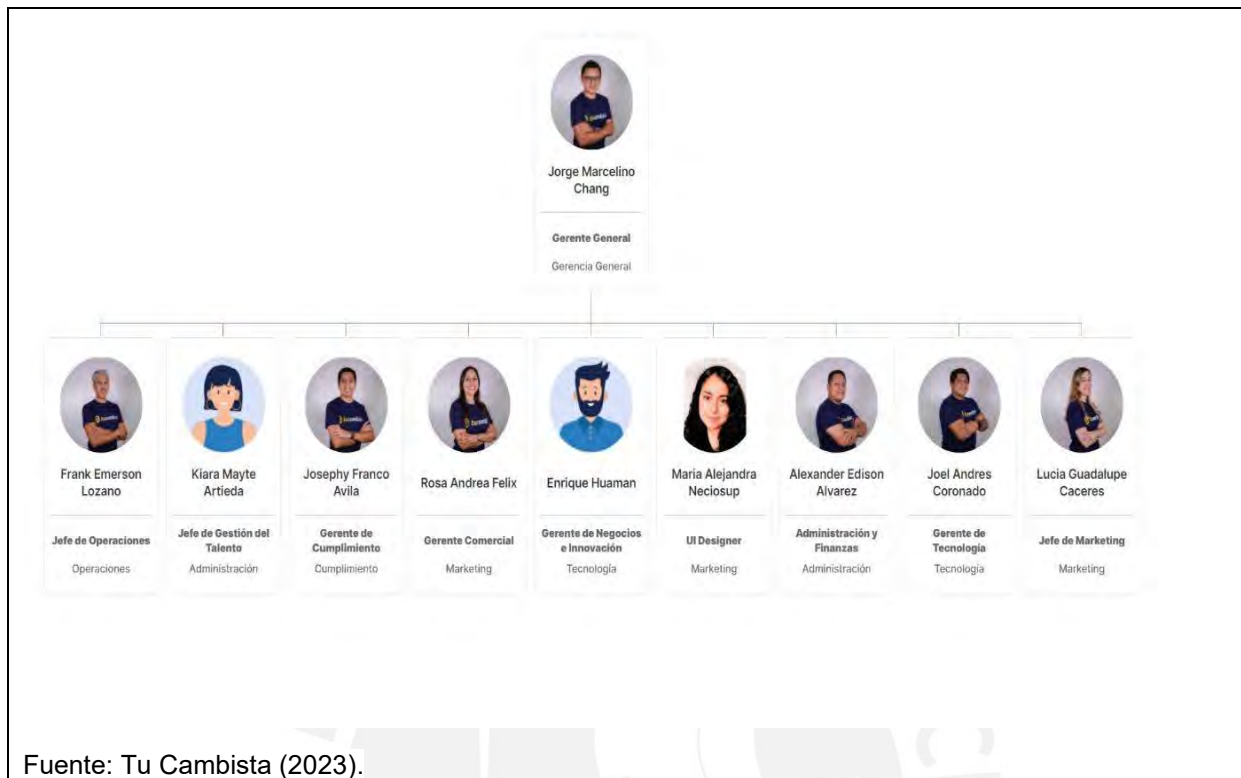 Jorge Marcelino
Chang
Gerente General
Gerencia General
Frank Emerson
Lozano
Jefe de Operaciones
Operaciones
Kiara Mayte
Artieda
Jefe de Gestión del
Talento
Administración
Josephy Franco
Avila
Gerente de
Cumplimiento
Cumplimiento
Rosa Andrea Felix
Gerente Comercial
Marketing
Enrique Huaman
Gerente de Negocios
e Innovación
Tecnología
Maria Alejandra
Neciosup
UI Designer
Marketing
Alexander Edison
Alvarez
Administración y
Finanzas
Administración
Joel Andres
Coronado
Gerente de
Tecnología
Tecnología
Lucia Guadalupe
Caceres
Jefe de Marketing
Marketing
Fuente: Tu Cambista (2023).